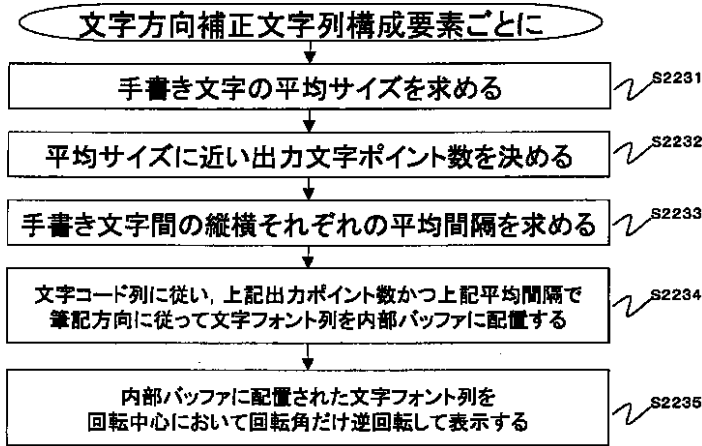 文字方向補正文字列構成要素ごとに
手書き文字の平均サイズを求める
S2231
平均サイズに近い出力文字ポイント数を決める
S2232
手書き文字間の縦横それぞれの平均間隔を求める
S2233
文字コード列に従い，上記出力ポイント数かつ上記平均間隔で
筆記方向に従って文字フォント列を内部バッファに配置する
S2234
内部バッファに配置された文字フォント列を
回転中心において回転角だけ逆回転して表示する
S2235